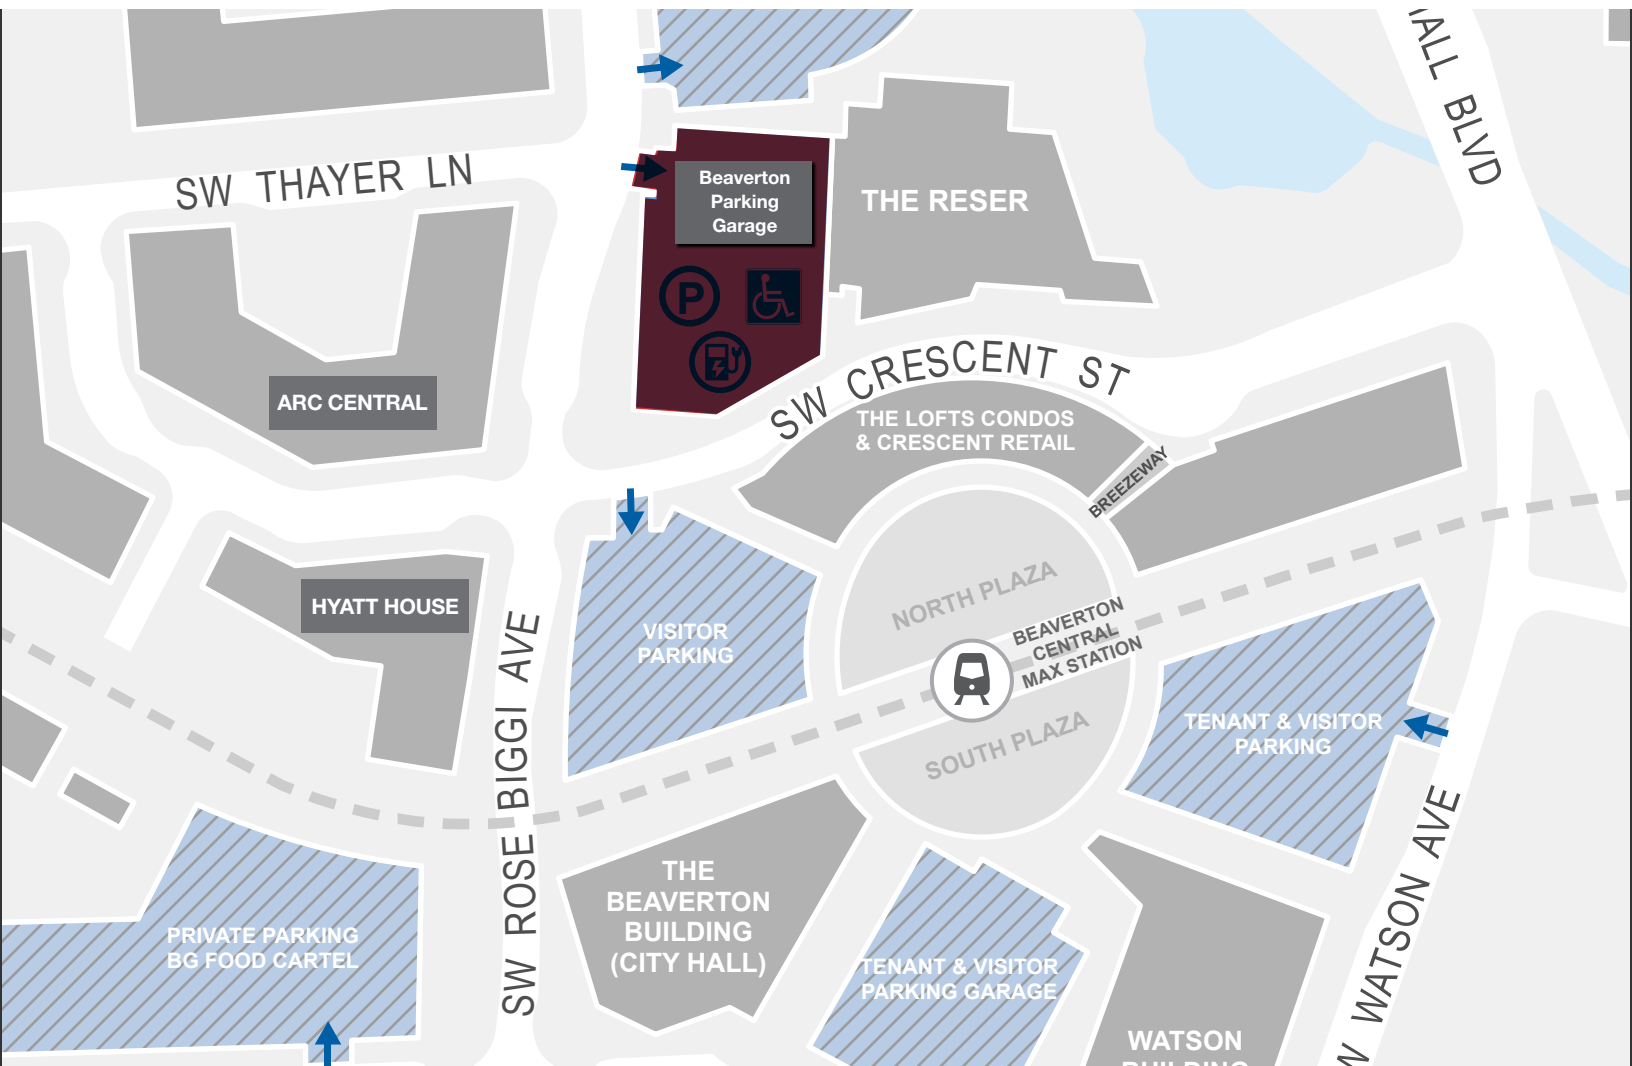 HALL BLVD
SW THAYER LN
Beaverton
Parking
Garage
THE RESER
P
SW CRESCENT ST
ARC CENTRAL
THE LOFTS CONDOS
& CRESCENT RETAIL
BREEZEWAY
HYATT HOUSE
VISITOR
PARKING
NORTH PLAZA
BEAVERTON
CENTRAL
MAX STATION
SOUTH PLAZA
TENANT & VISITOR
PARKING
SW ROSE BIGGI AVE
THE
BEAVERTON
BUILDING
(CITY HALL)
PRIVATE PARKING
BG FOOD CARTEL
TENANT & VISITOR
PARKING GARAGE
WATSON
BUILDING
W WATSON AVE